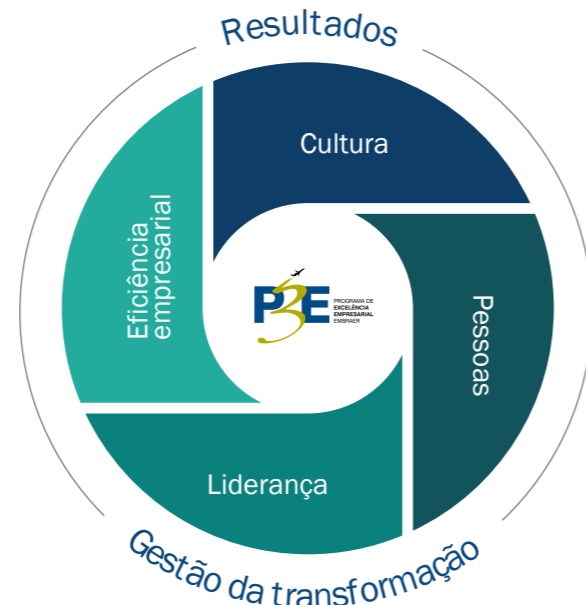 Resultados
Cultura
Eficiência
empresarial
P3E
PROGRAMA DE
EXCELÊNCIA
EMPRESARIAL
EMBRAER
Pessoas
Liderança
Gestão da transformação